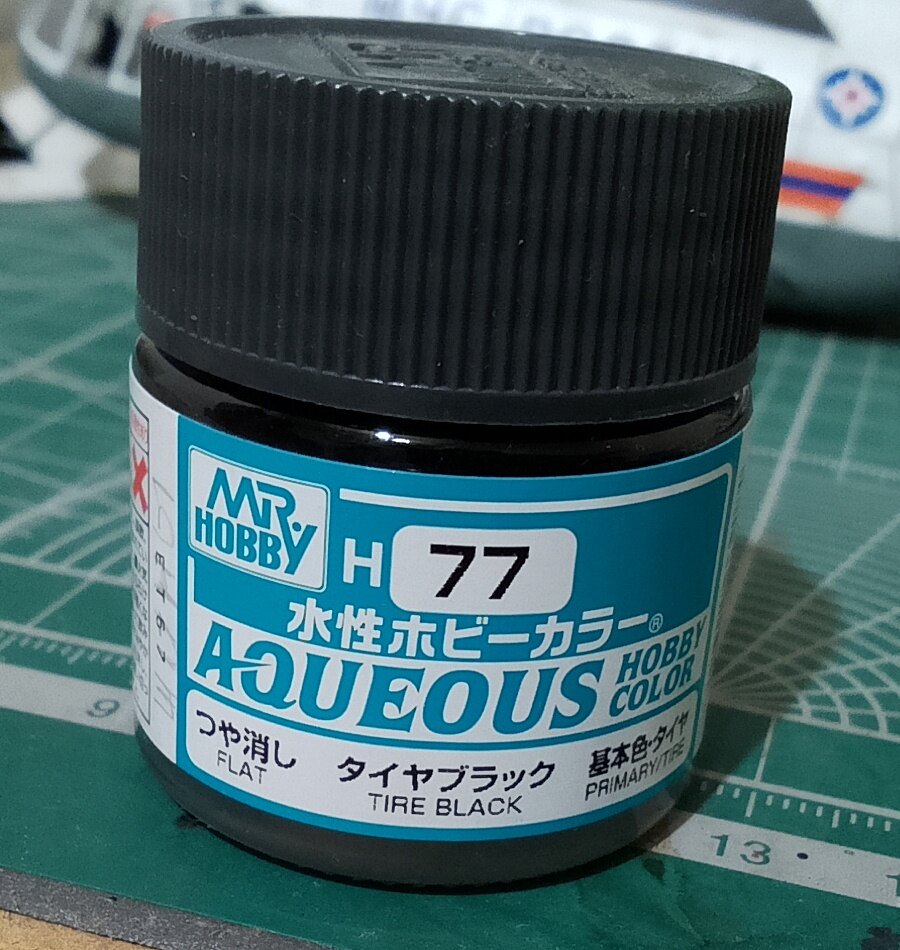 MR.
HOBBY
H 77
水性ホビーカラー®
AQUEOUS HOBBY COLOR
つや消し
FLAT
タイヤブラック
TIRE BLACK
基本色・タイヤ
PRIMARY/TIRE
9
13